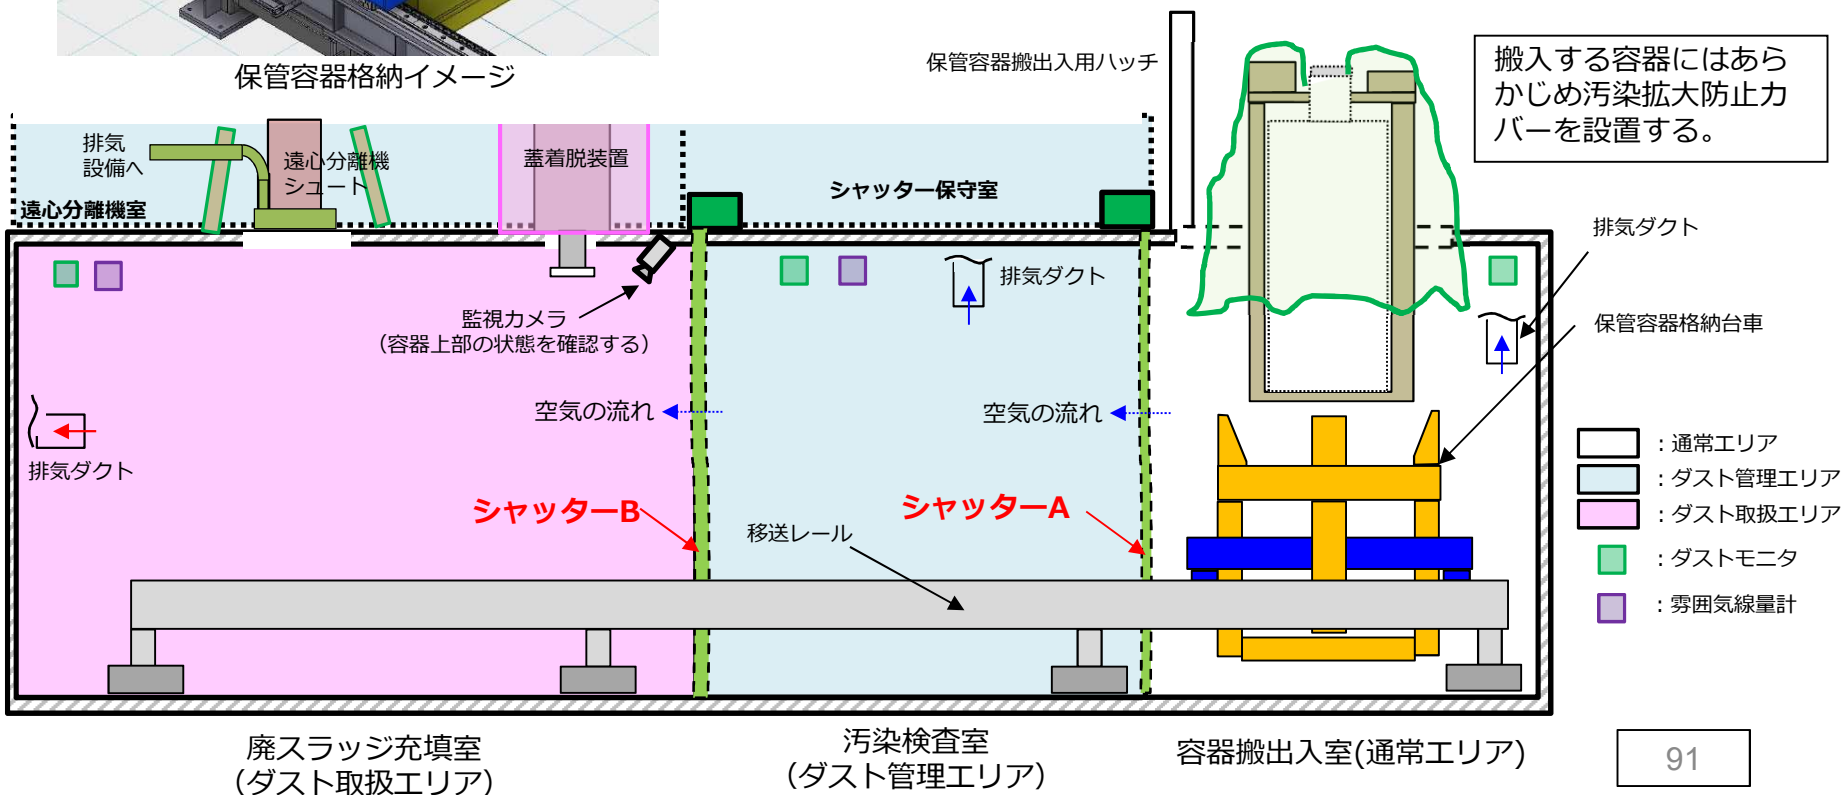 保管容器格納イメージ
保管容器搬出入用ハッチ
搬入する容器にはあら
かじめ汚染拡大防止カ
バーを設置する。
排気
設備へ
遠心分離機
シュート
蓋着脱装置
シャッター保守室
遠心分離機室
排気ダクト
排気ダクト
監視カメラ
（容器上部の状態を確認する）
保管容器格納台車
空気の流れ
空気の流れ
排気ダクト
シャッターB
シャッターA
移送レール
：通常エリア
：ダスト管理エリア
：ダスト取扱エリア
：ダストモニタ
：雰囲気線量計
廃スラッジ充填室
（ダスト取扱エリア）
汚染検査室
（ダスト管理エリア）
容器搬出入室(通常エリア)
91